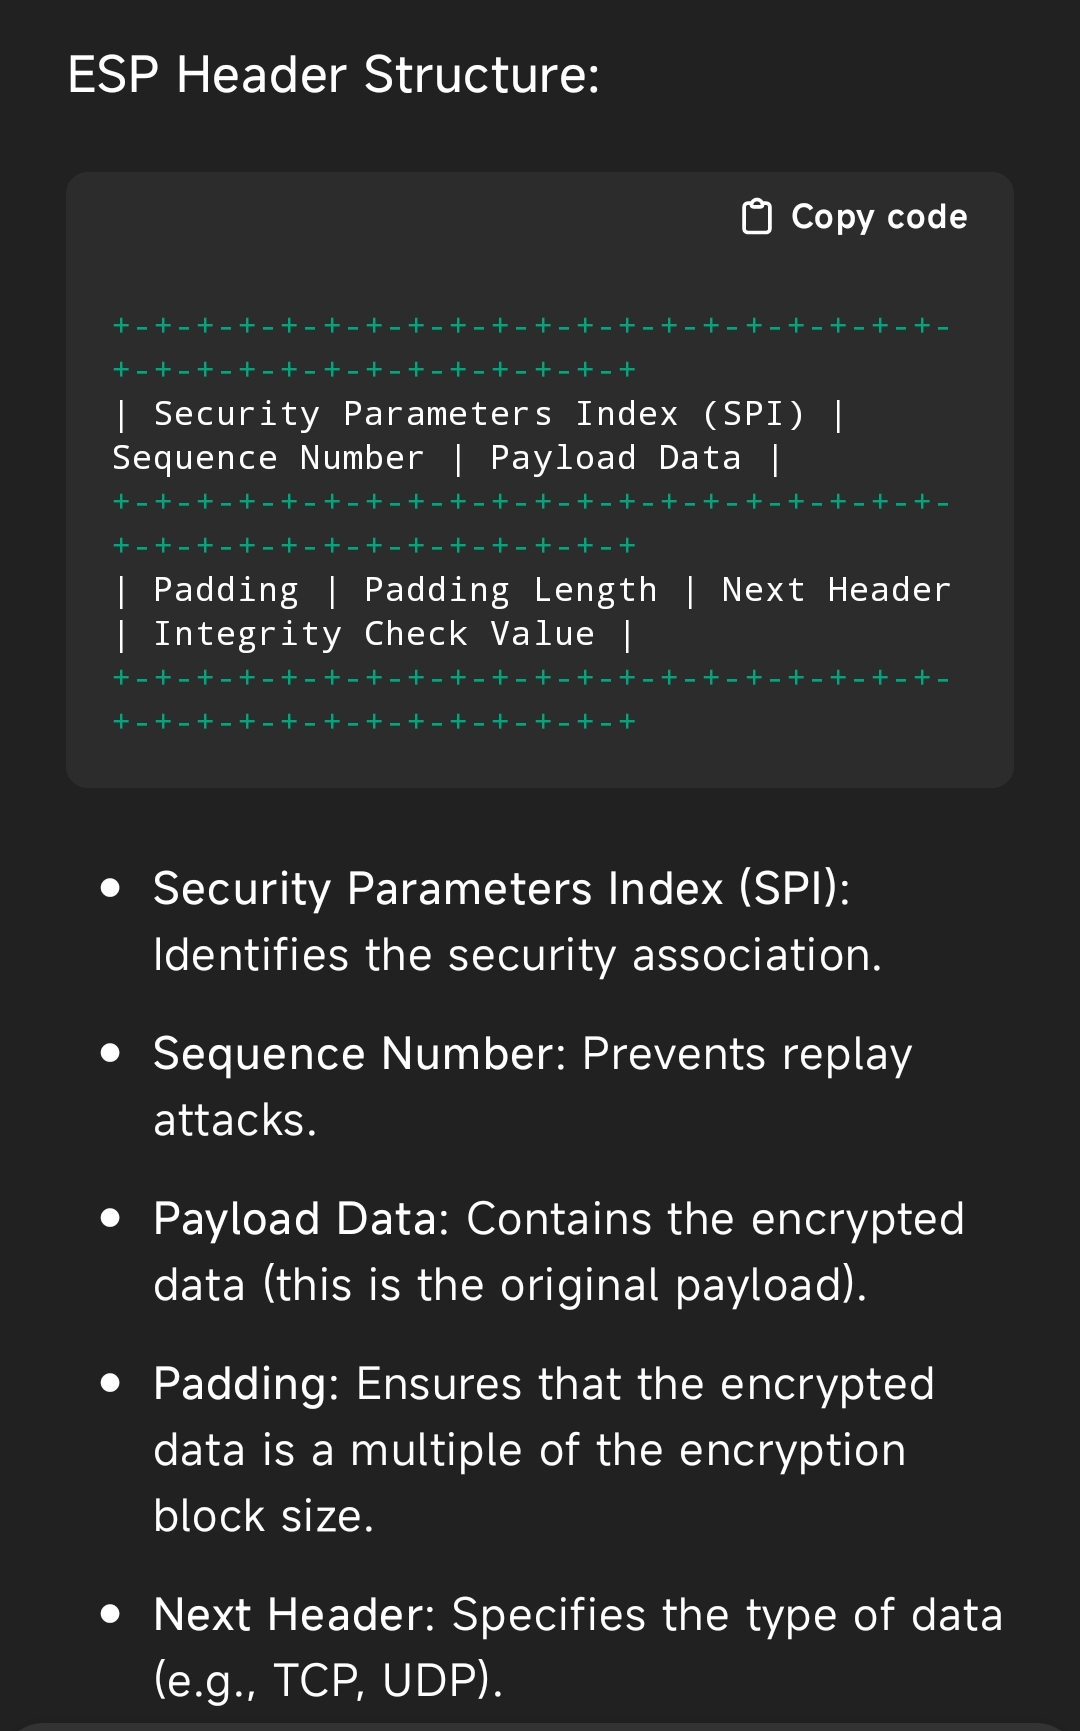 ESP Header Structure:
Copy code
+-+-+-+-+-+-+-+-+-+-+-+-+-+-+-+-+-+-+-+-
+-+-+-+-+-+-+-+-+-+-+-+-+
| Security Parameters Index (SPI) |
Sequence Number | Payload Data |
+-+-+-+-+-+-+-+-+-+-+-+-+-+-+-+-+-+-+-+-
+-+-+-+-+-+-+-+-+-+-+-+-+
| Padding | Padding Length | Next Header
| Integrity Check Value |
+-+-+-+-+-+-+-+-+-+-+-+-+-+-+-+-+-+-+-+-
+-+-+-+-+-+-+-+-+-+-+-+-+
• Security Parameters Index (SPI):
Identifies the security association.
• Sequence Number: Prevents replay
attacks.
• Payload Data: Contains the encrypted
data (this is the original payload).
• Padding: Ensures that the encrypted
data is a multiple of the encryption
block size.
• Next Header: Specifies the type of data
(e.g., TCP, UDP).